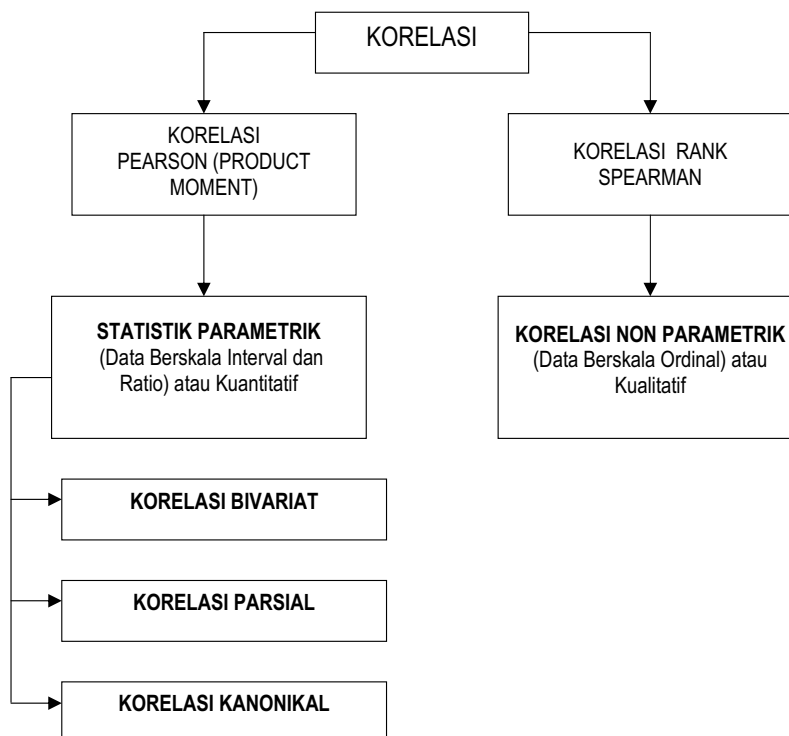 KORELASI
KORELASI
PEARSON (PRODUCT
MOMENT)
KORELASI RANK
SPEARMAN
STATISTIK PARAMETRIK
(Data Berskala Interval dan
Ratio) atau Kuantitatif
KORELASI NON PARAMETRIK
(Data Berskala Ordinal) atau
Kualitatif
KORELASI BIVARIAT
KORELASI PARSIAL
KORELASI KANONIKAL